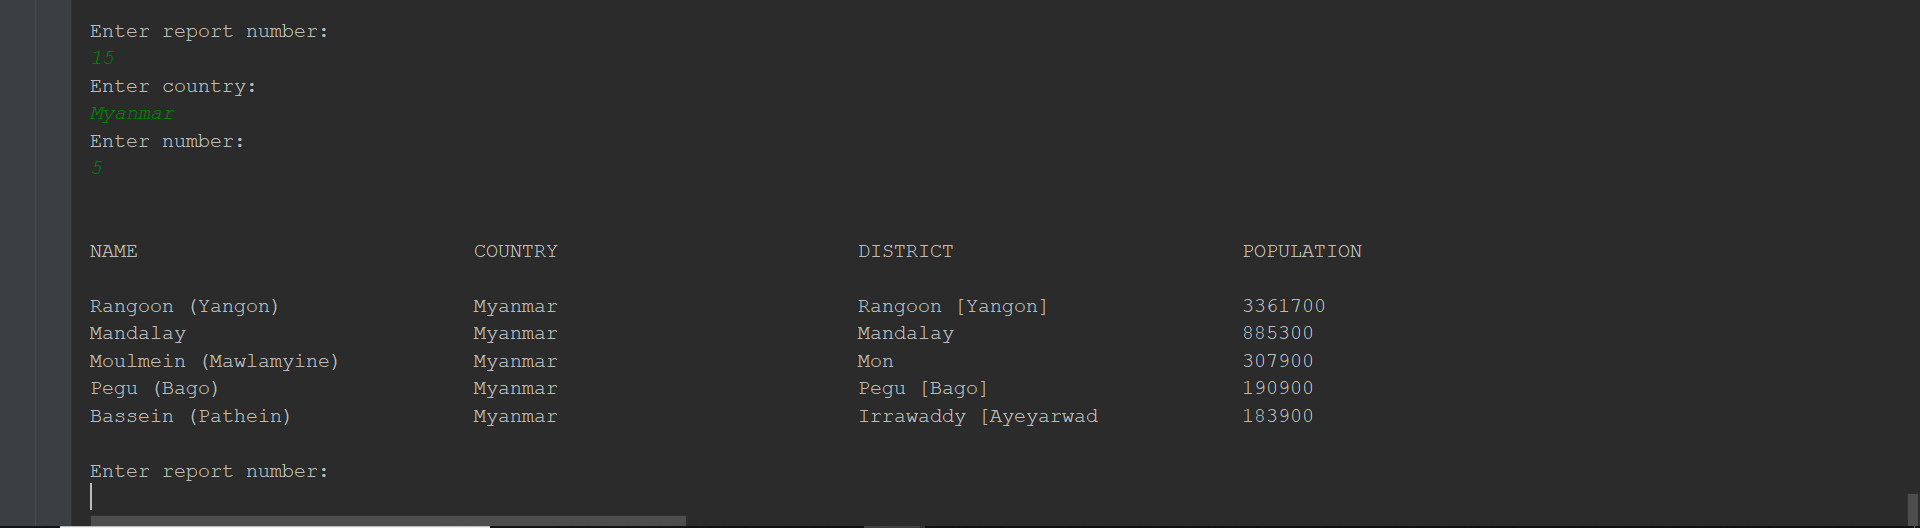 Enter report number:
15
Enter country:
Myanmar
Enter number:
5
NAME COUNTRY DISTRICT POPULATION
Rangoon (Yangon) Myanmar Rangoon [Yangon] 3361700
Mandalay Myanmar Mandalay 885300
Moulmein (Mawlamyine) Myanmar Mon 307900
Pegu (Bago) Myanmar Pegu [Bago] 190900
Bassein (Pathein) Myanmar Irrawaddy [Ayeyarwad 183900
Enter report number: